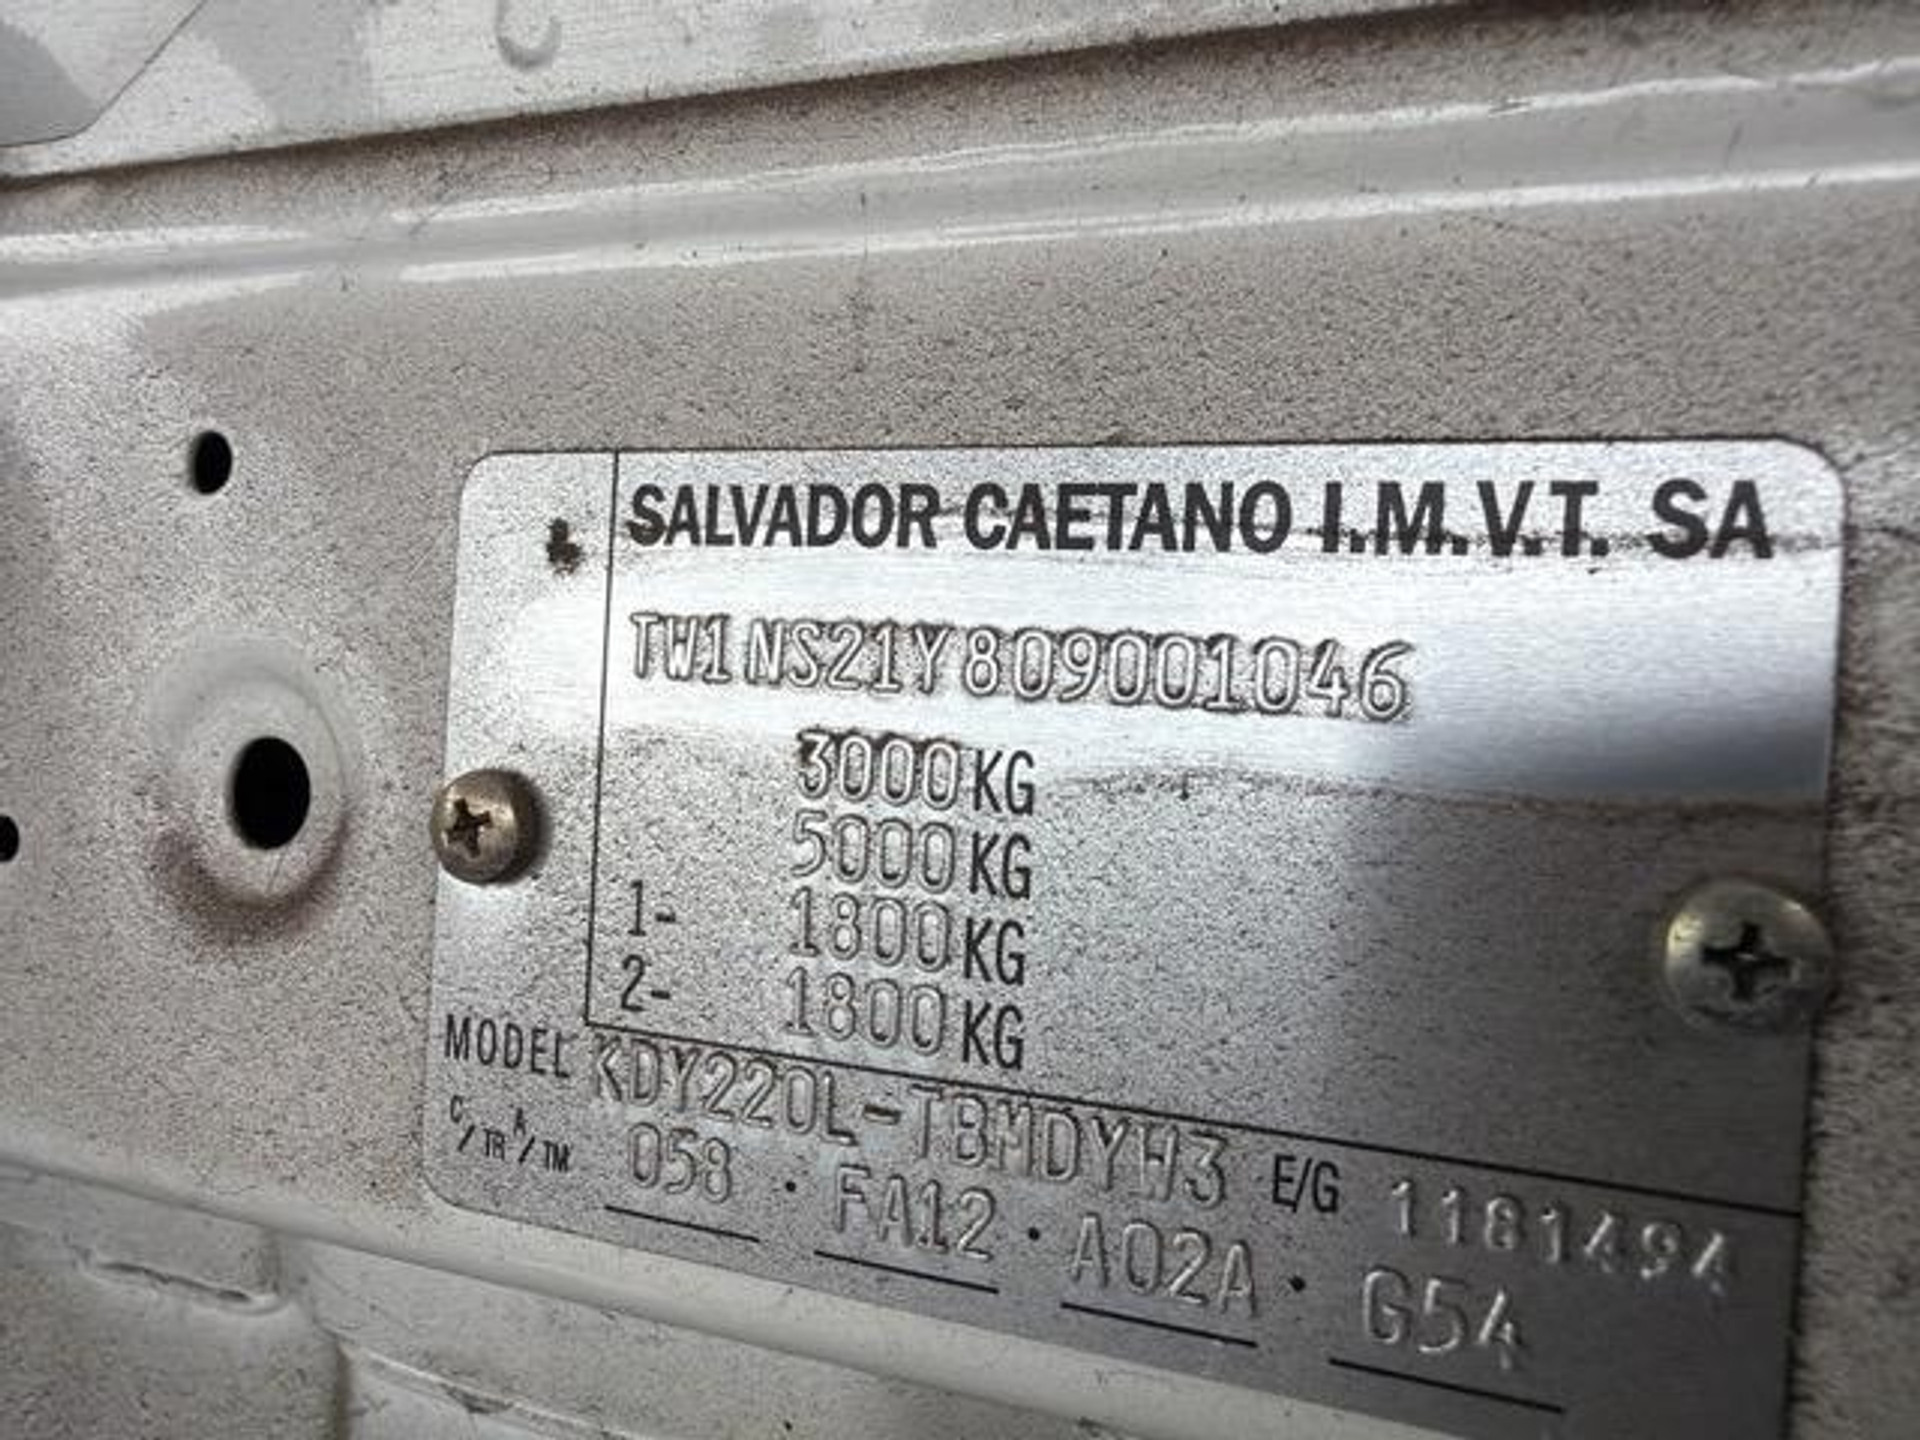 SALVADOR CAETANO I.M.V.T. SA
TW1NS21Y809001046
3000KG
5000KG
1- 1800KG
2- 1800KG
MODEL KDY220L-TBMDYW3 E/G 1181494
C/TR A/TM 058 · FA12 · A02A · G54